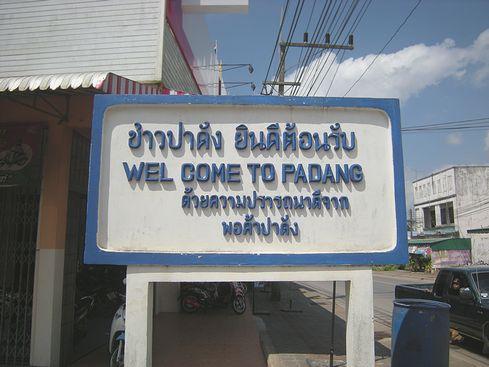 ชาวปาดัง ยินดีต้อนรับ
WEL COME TO PADANG
ด้วยความปรารถนาดีจาก
พ่อค้าปาดัง